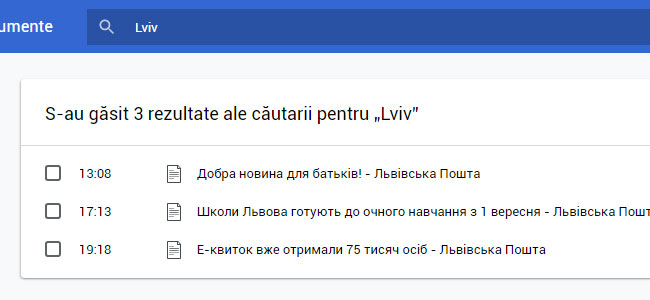 umente
Lviv
S-au găsit 3 rezultate ale căutarii pentru „Lviv”
13:08 Добра новина для батьків! - Львівська Пошта
17:13 Школи Львова готують до очного навчання з 1 вересня - Львівська Пошт
19:18 Е-квиток вже отримали 75 тисяч осіб - Львівська Пошта